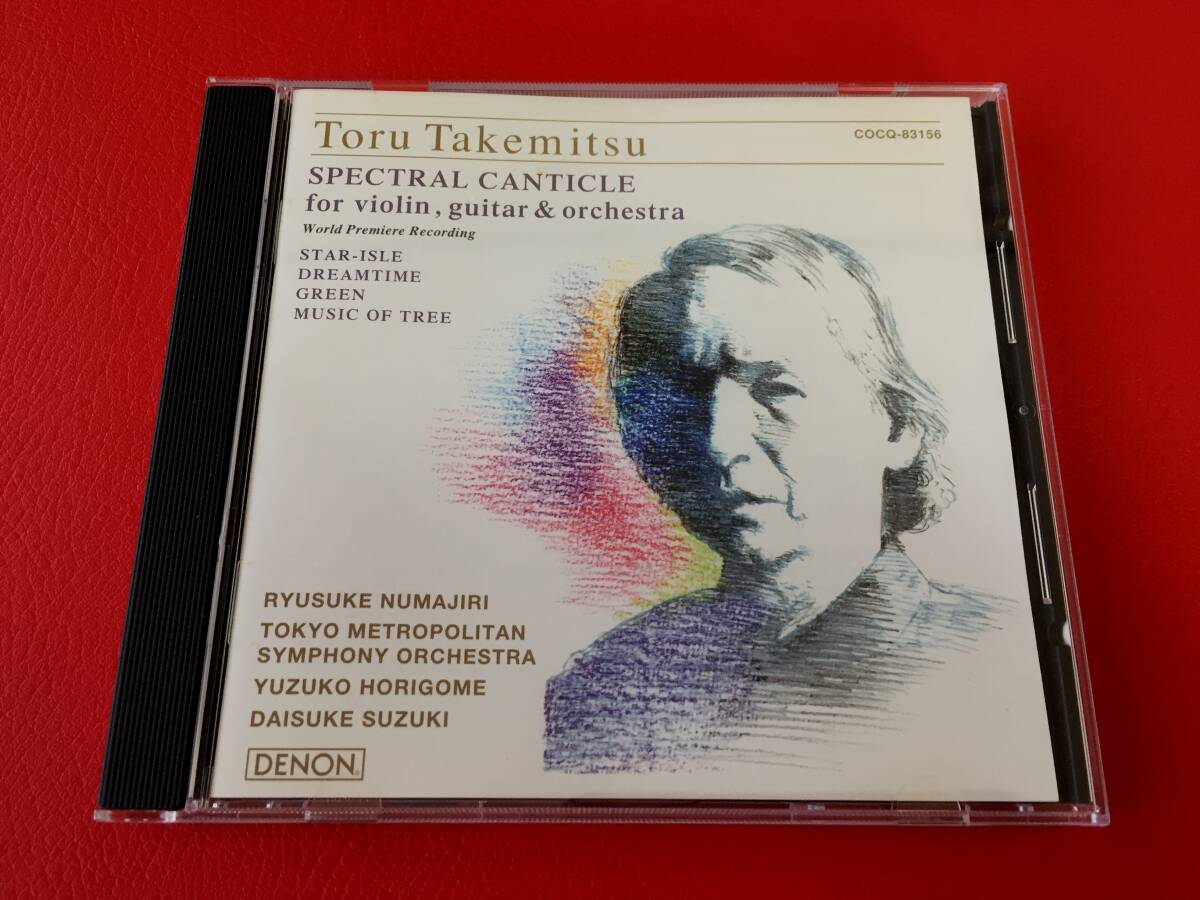 Toru Takemitsu
COCQ-83156
SPECTRAL CANTICLE
for violin, guitar & orchestra
World Premiere Recording
STAR-ISLE
DREAMTIME
GREEN
MUSIC OF TREE
RYUSUKE NUMAJIRI
TOKYO METROPOLITAN
SYMPHONY ORCHESTRA
YUZUKO HORIGOME
DAISUKE SUZUKI
DENON®